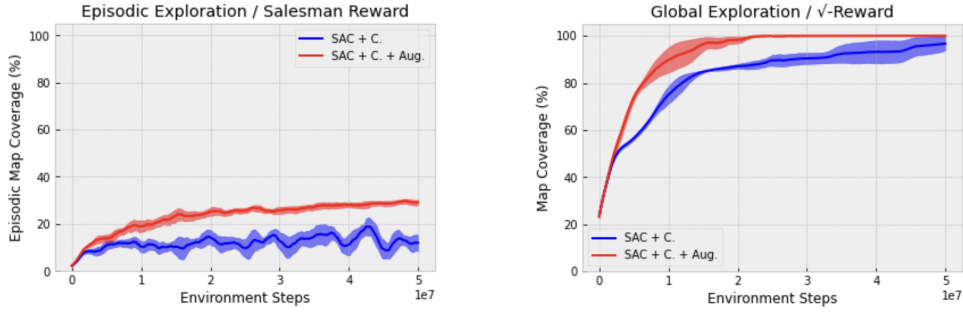 Episodic Exploration / Salesman Reward
100
80
60
40
20
0
Episodic Map Coverage (%)
SAC + C.
SAC + C. + Aug.
0 1 2 3 4 5
1e7
Environment Steps
Global Exploration / √-Reward
100
80
60
40
20
0
Map Coverage (%)
SAC + C.
SAC + C. + Aug.
0 1 2 3 4 5
1e7
Environment Steps